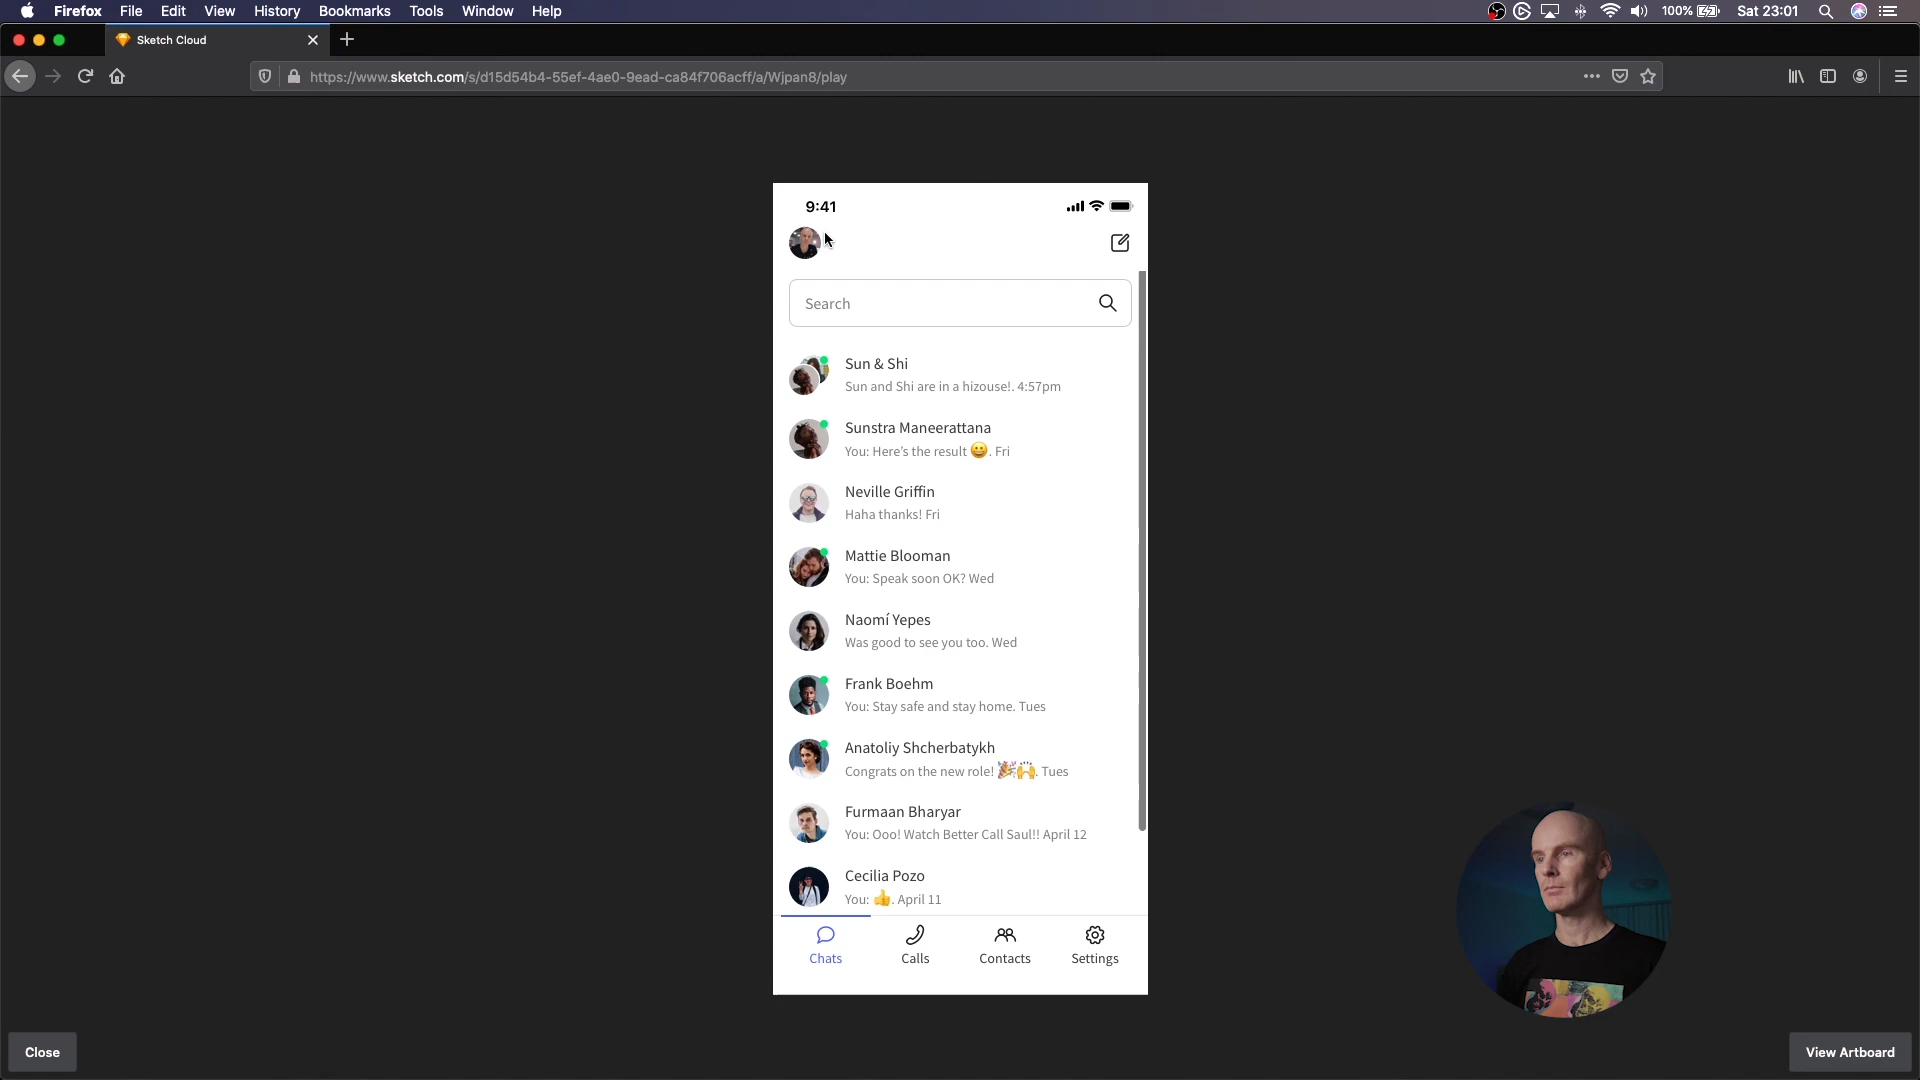 Firefox File Edit View History Bookmarks Tools Window Help 100% Sat 23:01
Sketch Cloud
https://www.sketch.com/s/d15d54b4-55ef-4ae0-9ead-ca84f706acff/a/Wjpan8/play
9:41
Search
Sun & Shi
Sun and Shi are in a hizouse!. 4:57pm
Sunstra Maneerattana
You: Here's the result 😀. Fri
Neville Griffin
Haha thanks! Fri
Mattie Blooman
You: Speak soon OK? Wed
Naomí Yepes
Was good to see you too. Wed
Frank Boehm
You: Stay safe and stay home. Tues
Anatoliy Shcherbatykh
Congrats on the new role! 🎉🙌. Tues
Furmaan Bharyar
You: Ooo! Watch Better Call Saul!! April 12
Cecilia Pozo
You: 👍. April 11
Chats Calls Contacts Settings
Close View Artboard